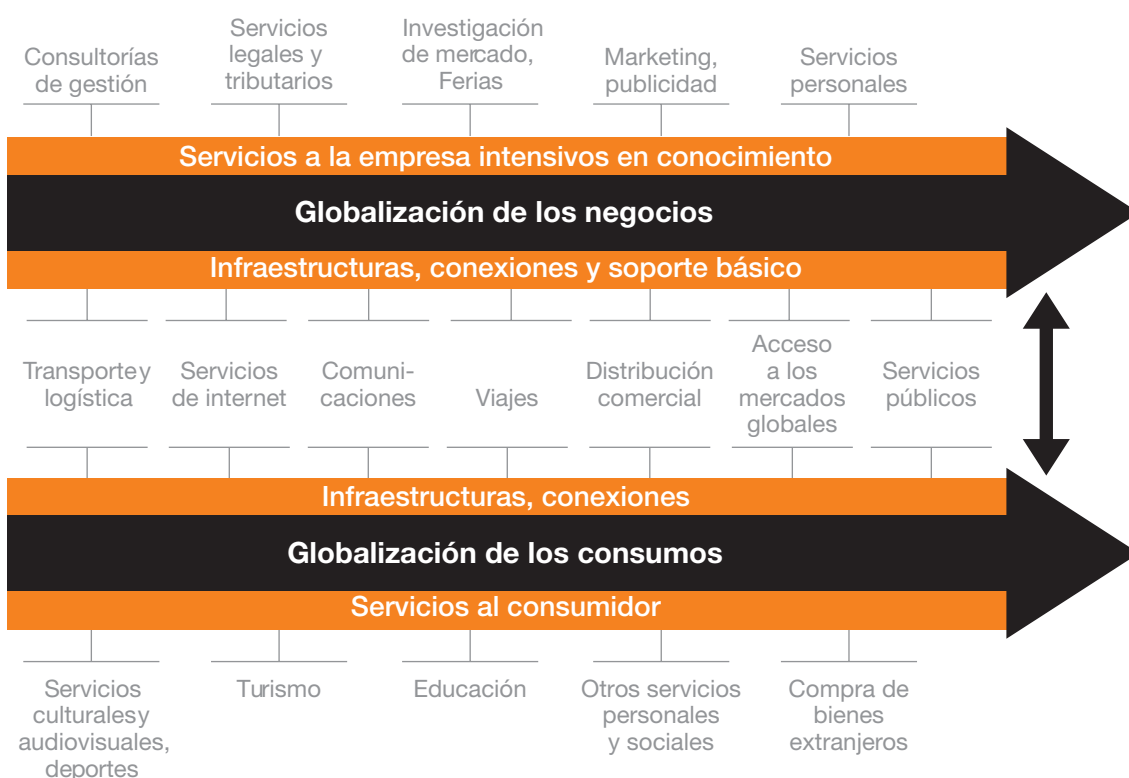 Consultorías
de gestión
Servicios
legales y
tributarios
Investigación
de mercado,
Ferias
Marketing,
publicidad
Servicios
personales
Servicios a la empresa intensivos en conocimiento
Globalización de los negocios
Infraestructuras, conexiones y soporte básico
Transporte y
logística
Servicios
de internet
Comuni-
caciones
Viajes
Distribución
comercial
Acceso
a los
mercados
globales
Servicios
públicos
Infraestructuras, conexiones
Globalización de los consumos
Servicios al consumidor
Servicios
culturales y
audiovisuales,
deportes
Turismo
Educación
Otros servicios
personales
y sociales
Compra de
bienes
extranjeros